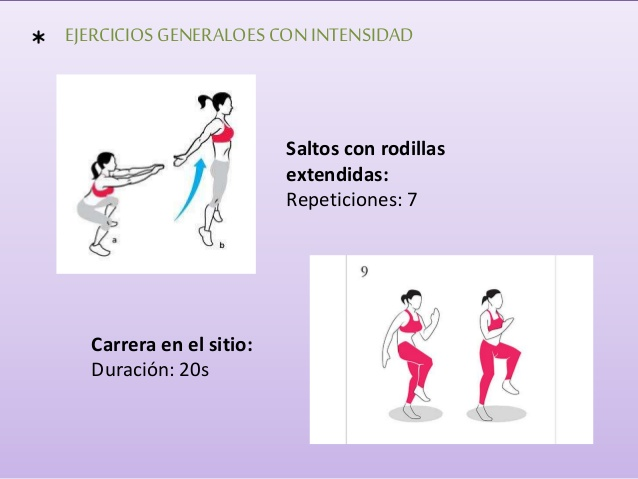 * EJERCICIOS GENERALOES CON INTENSIDAD
a
b
Saltos con rodillas
extendidas:
Repeticiones: 7
9
Carrera en el sitio:
Duración: 20s